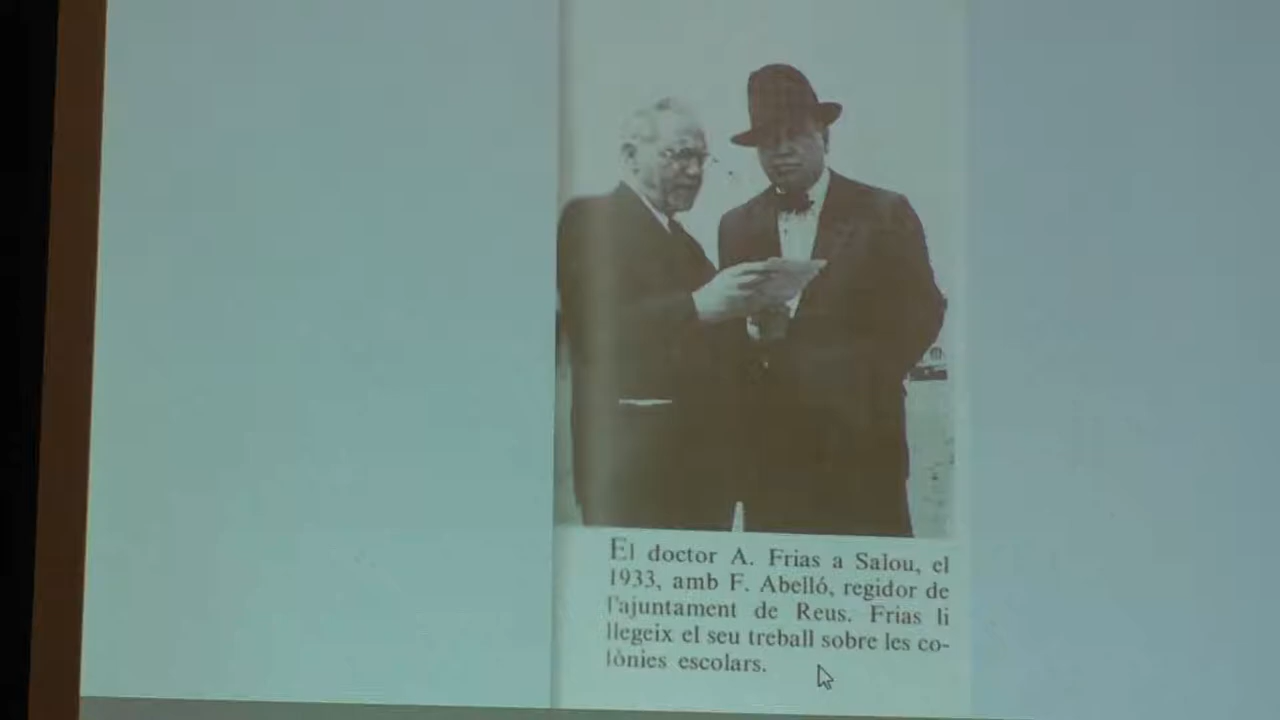 El doctor A. Frias a Salou, el
1933, amb F. Abelló, regidor de
l'ajuntament de Reus. Frias li
llegeix el seu treball sobre les co-
lònies escolars.